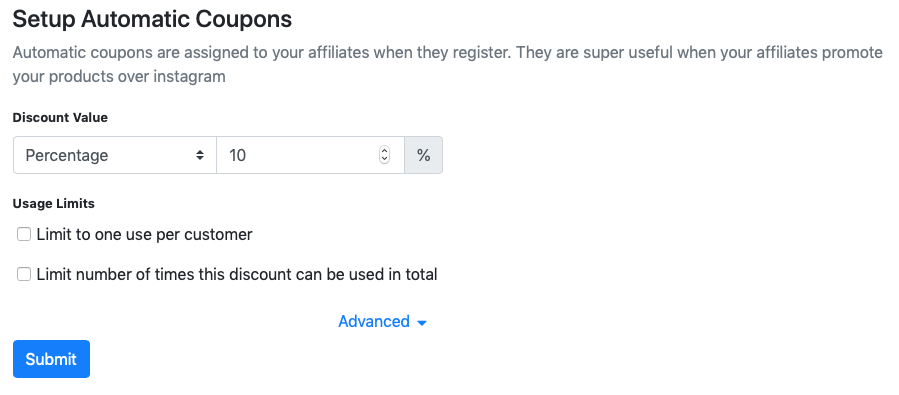 Setup Automatic Coupons
Automatic coupons are assigned to your affiliates when they register. They are super useful when your affiliates promote
your products over instagram
Discount Value
Percentage 10 %
Usage Limits
Limit to one use per customer
Limit number of times this discount can be used in total
Advanced
Submit